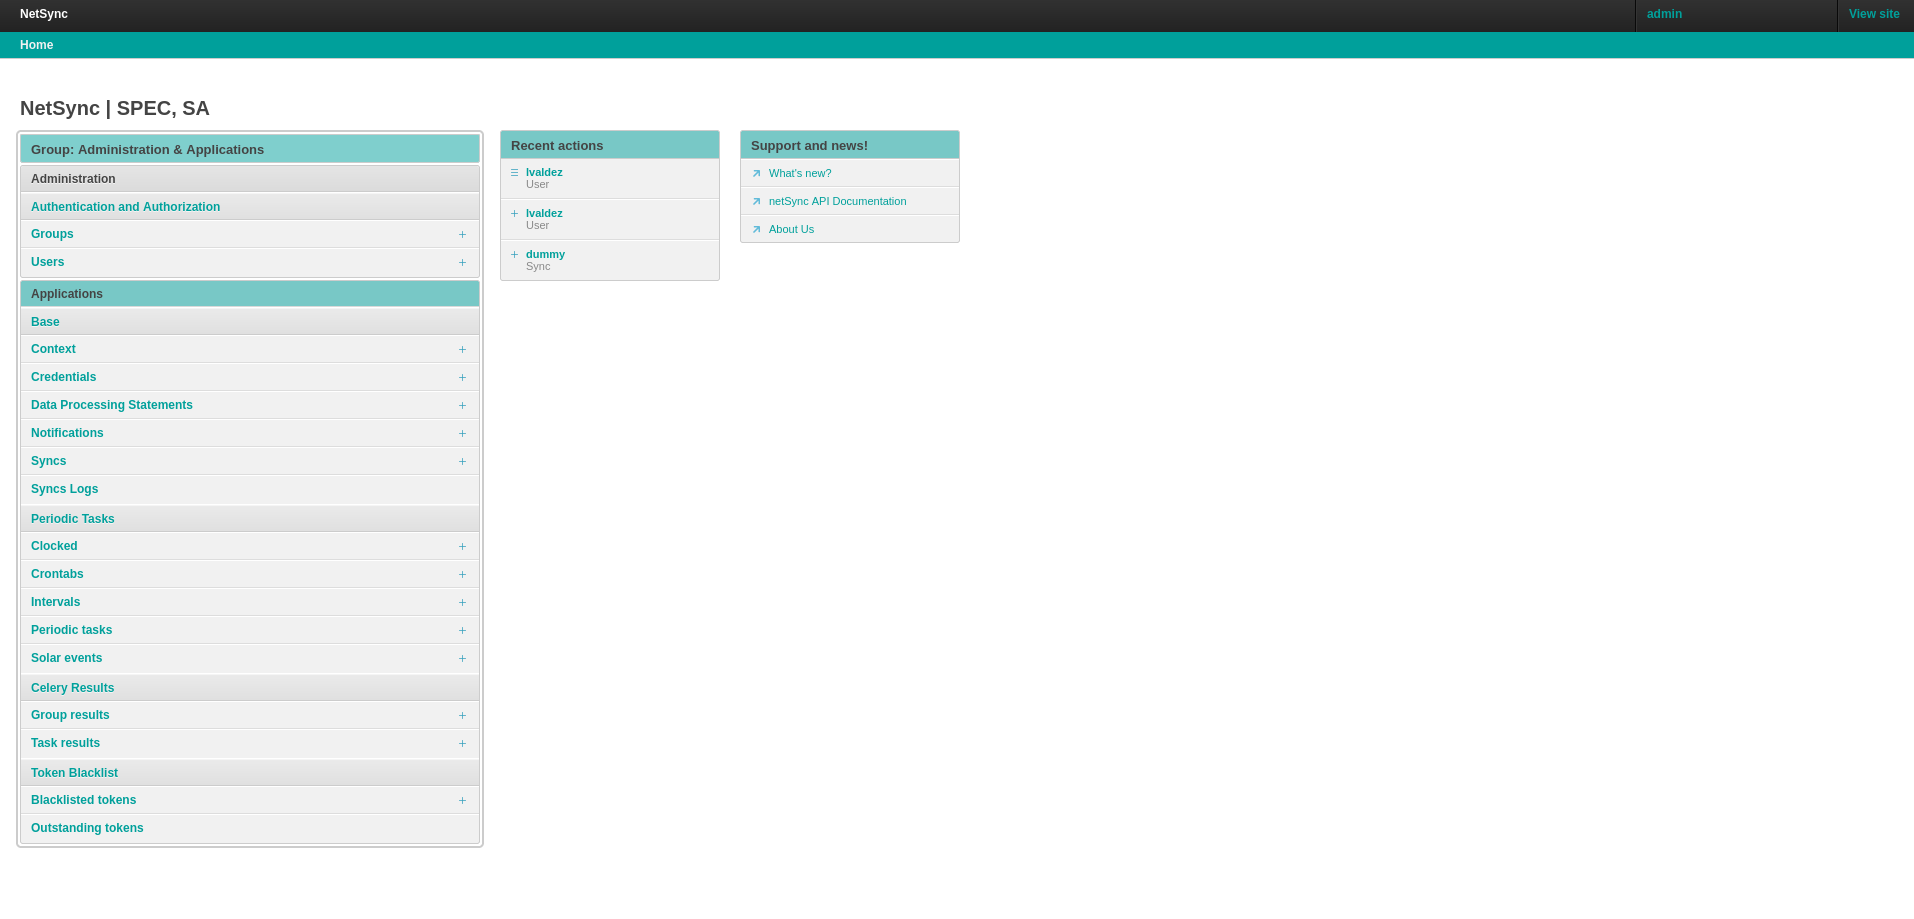 NetSync
admin
View site
Home
NetSync | SPEC, SA
Group: Administration & Applications
Administration
Authentication and Authorization
Groups
Users
Applications
Base
Context
Credentials
Data Processing Statements
Notifications
Syncs
Syncs Logs
Periodic Tasks
Clocked
Crontabs
Intervals
Periodic tasks
Solar events
Celery Results
Group results
Task results
Token Blacklist
Blacklisted tokens
Outstanding tokens
Recent actions
lvaldez
User
lvaldez
User
dummy
Sync
Support and news!
What's new?
netSync API Documentation
About Us